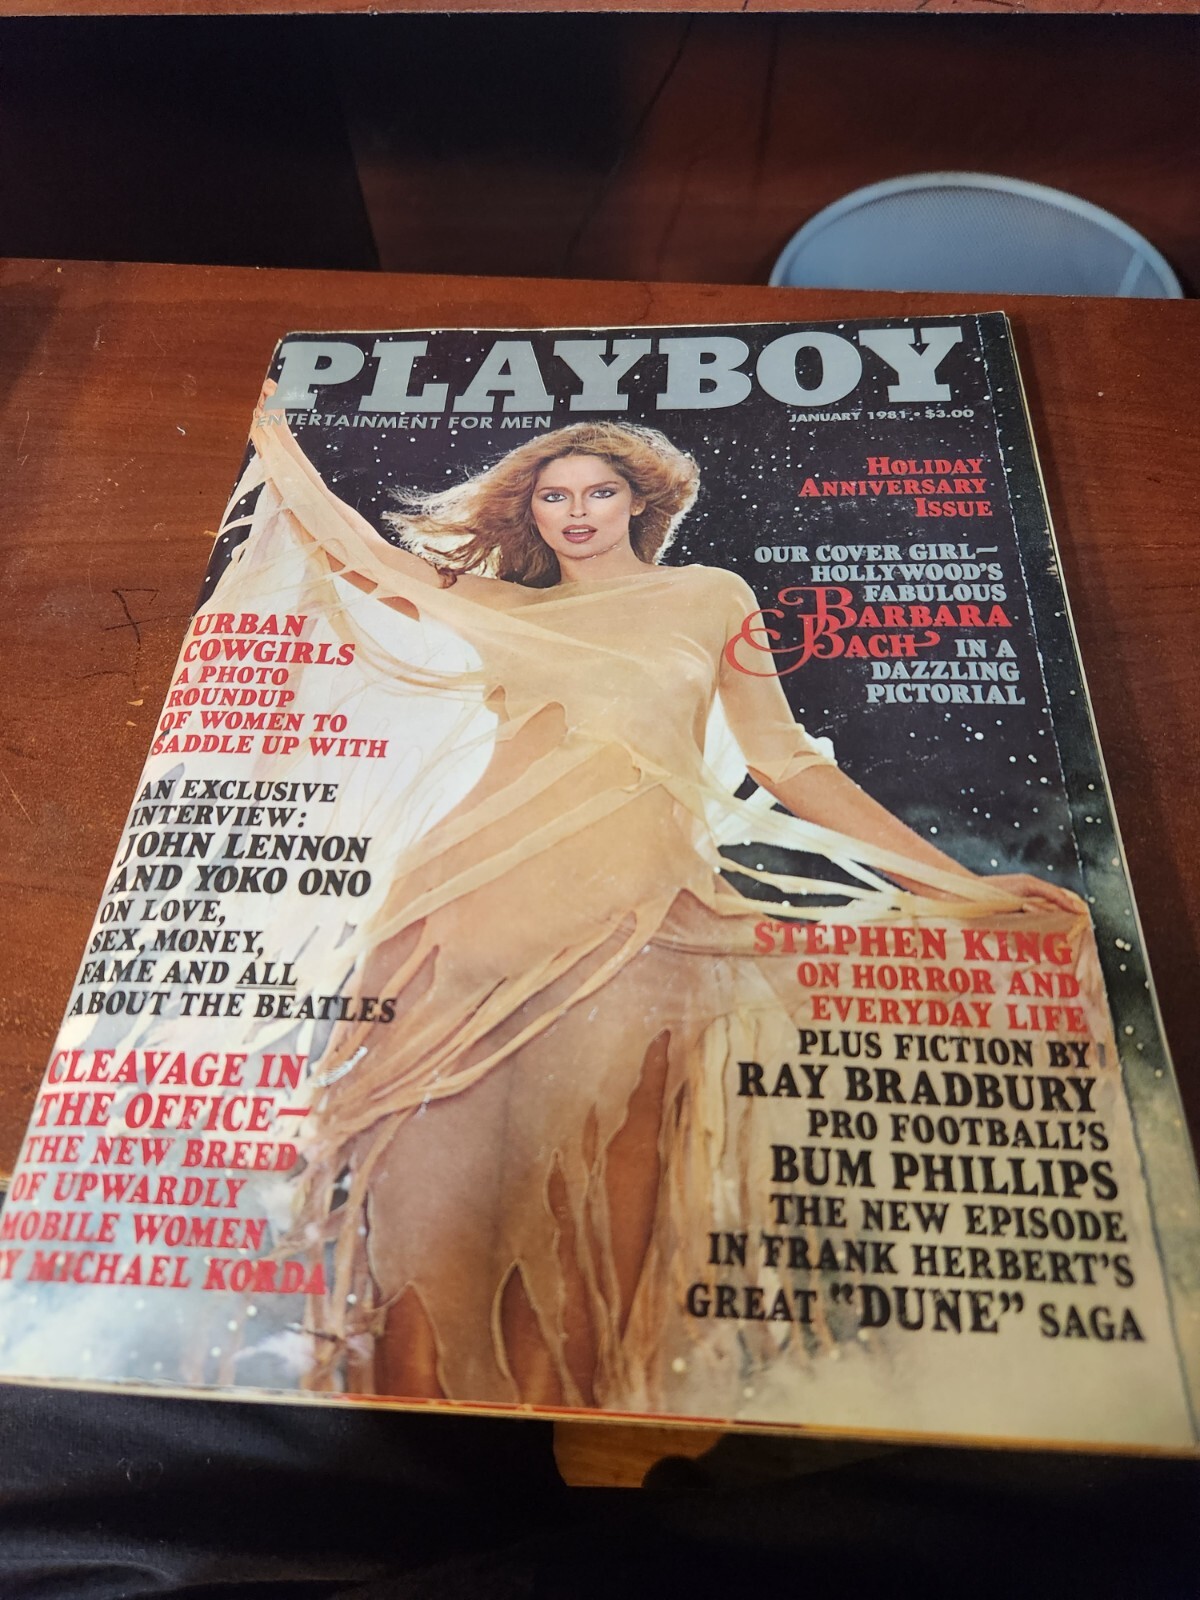 PLAYBOY
ENTERTAINMENT FOR MEN
JANUARY 1981 • $3.00
HOLIDAY
ANNIVERSARY
ISSUE
OUR COVER GIRL—
HOLLYWOOD'S
FABULOUS
BARBARA
BACH IN A
DAZZLING
PICTORIAL
URBAN
COWGIRLS
A PHOTO
ROUNDUP
OF WOMEN TO
SADDLE UP WITH
AN EXCLUSIVE
INTERVIEW:
JOHN LENNON
AND YOKO ONO
ON LOVE,
SEX, MONEY,
FAME AND ALL
ABOUT THE BEATLES
CLEAVAGE IN
THE OFFICE—
THE NEW BREED
OF UPWARDLY
MOBILE WOMEN
BY MICHAEL KORDA
STEPHEN KING
ON HORROR AND
EVERYDAY LIFE
PLUS FICTION BY
RAY BRADBURY
PRO FOOTBALL'S
BUM PHILLIPS
THE NEW EPISODE
IN FRANK HERBERT'S
GREAT "DUNE" SAGA